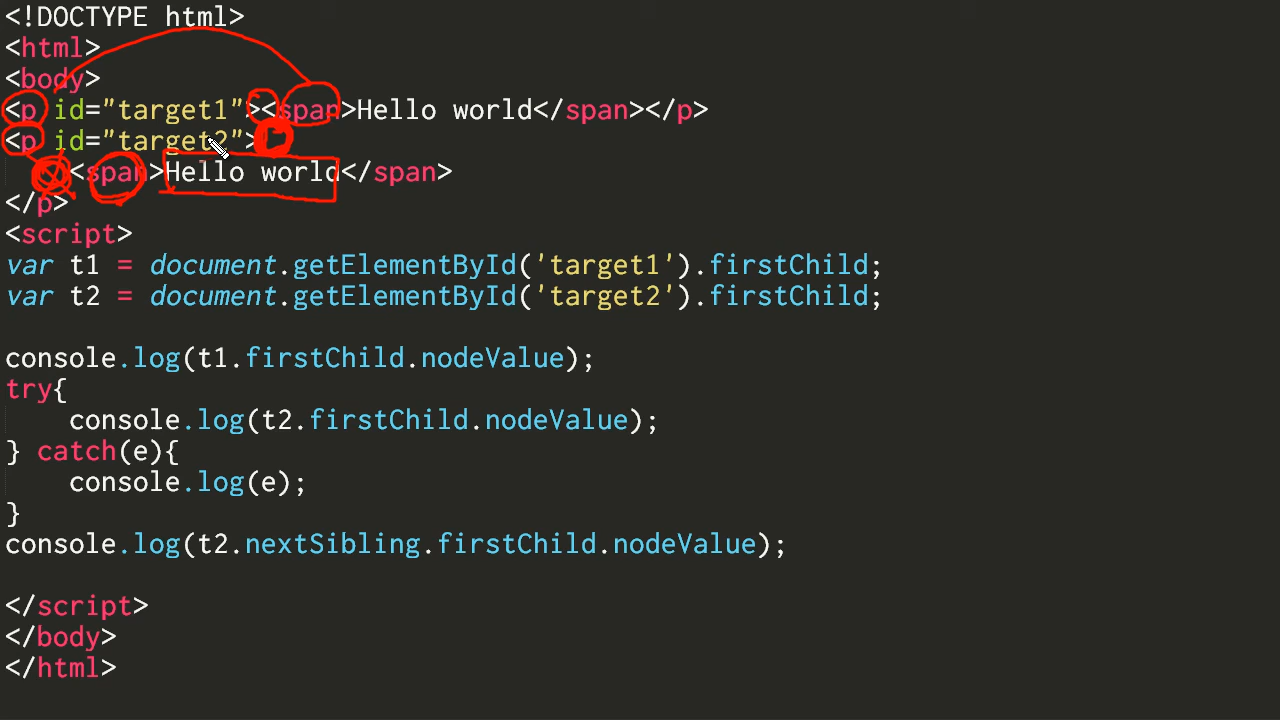 <!DOCTYPE html>
<html>
<body>
<p id="target1"><span>Hello world</span></p>
<p id="target2">
    <span>Hello world</span>
</p>
<script>
var t1 = document.getElementById('target1').firstChild;
var t2 = document.getElementById('target2').firstChild;

console.log(t1.firstChild.nodeValue);
try{
    console.log(t2.firstChild.nodeValue);
} catch(e){
    console.log(e);
}
console.log(t2.nextSibling.firstChild.nodeValue);

</script>
</body>
</html>